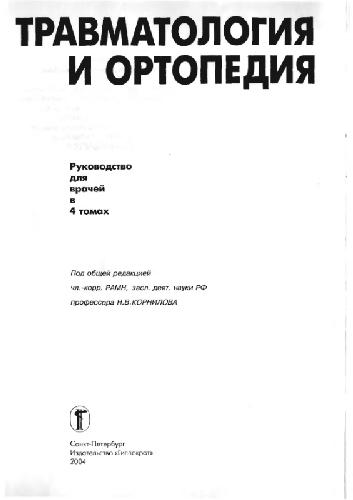 ТРАВМАТОЛОГИЯ
И ОРТОПЕДИЯ
Руководство
для
врачей
в
4 томах
Под общей редакцией
чл.-корр. РАМН, засл. деят. науки РФ
профессора Н.В.КОРНИЛОВА
Санкт-Петербург
Издательство «Гиппократ»
2004